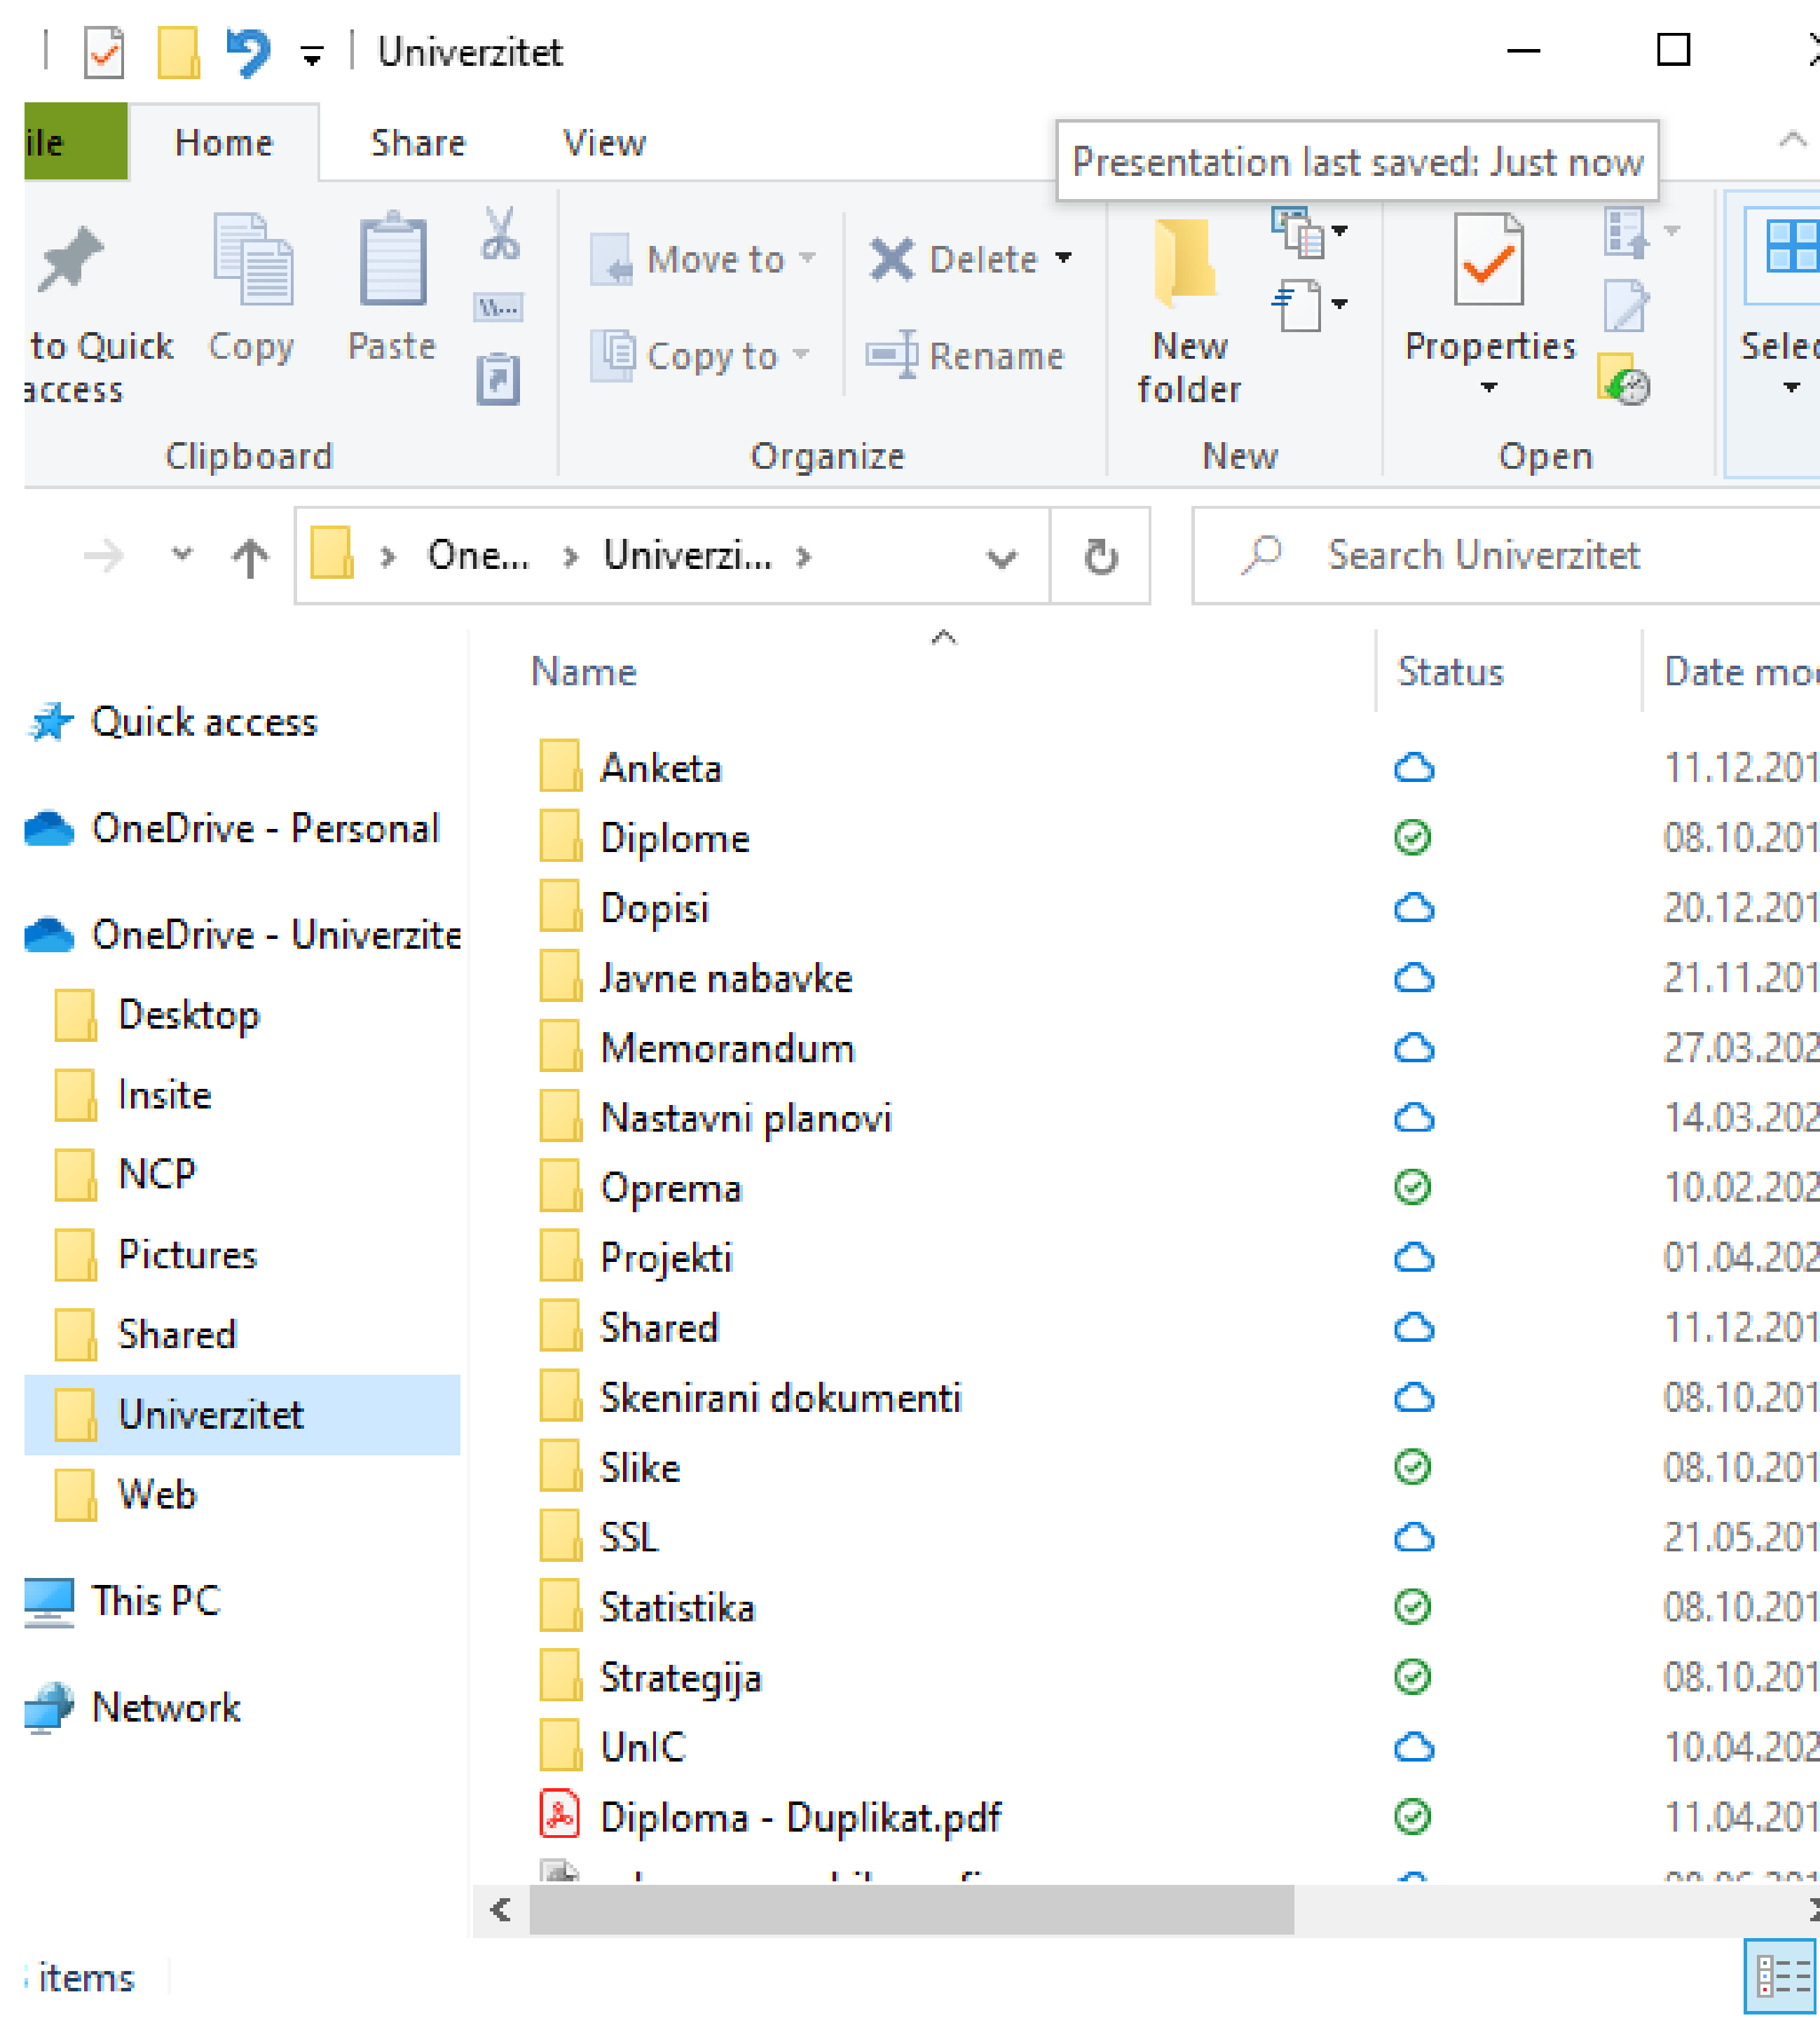 Univerzitet
ile Home Share View
Presentation last saved: Just now
to Quick access
Copy
Paste
W...
Move to
Copy to
Delete
Rename
New folder
Properties
Selec
Clipboard Organize New Open
One... Univerzi...
Search Univerzitet
Name Status Date mo
Quick access
OneDrive - Personal
OneDrive - Univerzite
Desktop
Insite
NCP
Pictures
Shared
Univerzitet
Web
This PC
Network
Anketa 11.12.201
Diplome 08.10.201
Dopisi 20.12.201
Javne nabavke 21.11.201
Memorandum 27.03.202
Nastavni planovi 14.03.202
Oprema 10.02.202
Projekti 01.04.202
Shared 11.12.201
Skenirani dokumenti 08.10.201
Slike 08.10.201
SSL 21.05.201
Statistika 08.10.201
Strategija 08.10.201
UnIC 10.04.202
Diploma - Duplikat.pdf 11.04.201
items